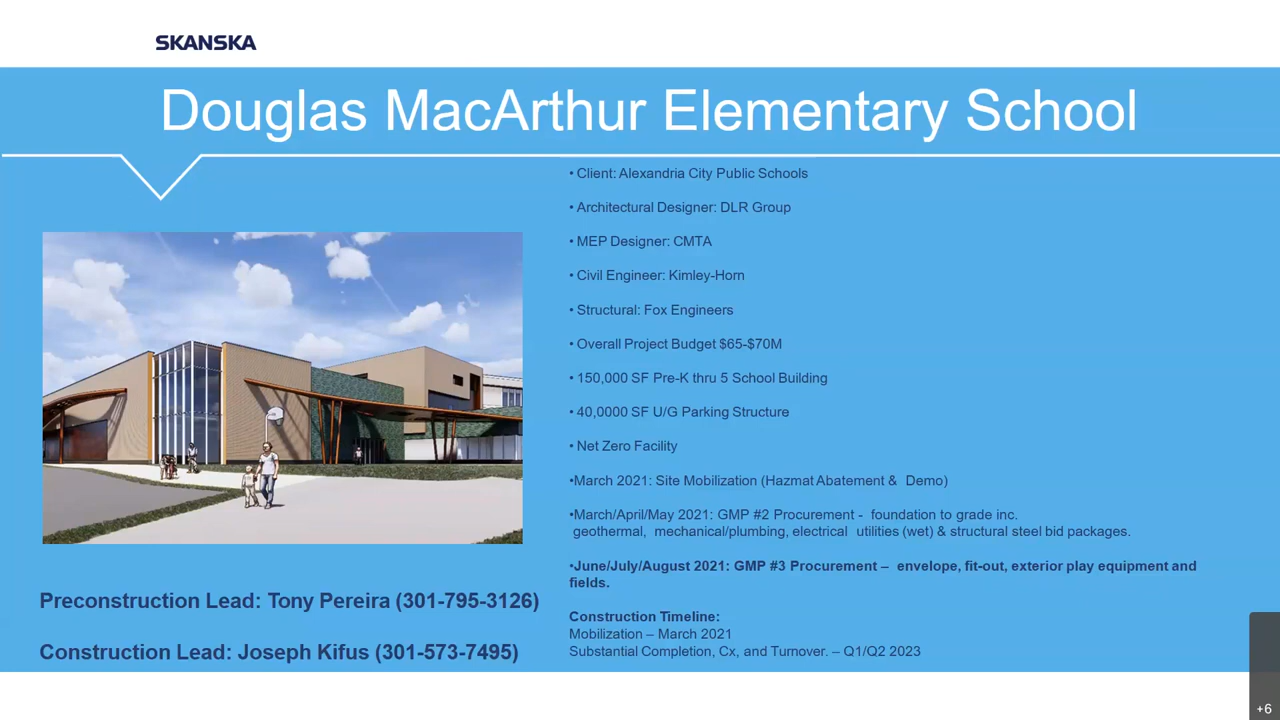 SKANSKA
Douglas MacArthur Elementary School
• Client: Alexandria City Public Schools
• Architectural Designer: DLR Group
• MEP Designer: CMTA
• Civil Engineer: Kimley-Horn
• Structural: Fox Engineers
• Overall Project Budget $65-$70M
• 150,000 SF Pre-K thru 5 School Building
• 40,0000 SF U/G Parking Structure
• Net Zero Facility
•March 2021: Site Mobilization (Hazmat Abatement & Demo)
•March/April/May 2021: GMP #2 Procurement - foundation to grade inc.
geothermal, mechanical/plumbing, electrical utilities (wet) & structural steel bid packages.
•June/July/August 2021: GMP #3 Procurement – envelope, fit-out, exterior play equipment and
fields.
Construction Timeline:
Mobilization – March 2021
Substantial Completion, Cx, and Turnover. – Q1/Q2 2023
Preconstruction Lead: Tony Pereira (301-795-3126)
Construction Lead: Joseph Kifus (301-573-7495)
+6